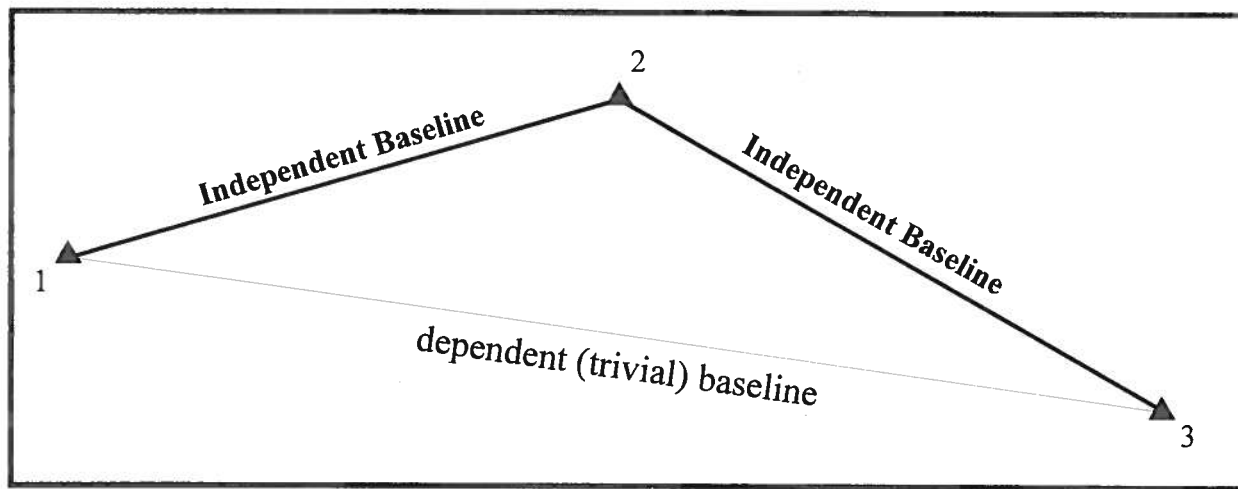 2
Independent Baseline
Independent Baseline
1
dependent (trivial) baseline
3